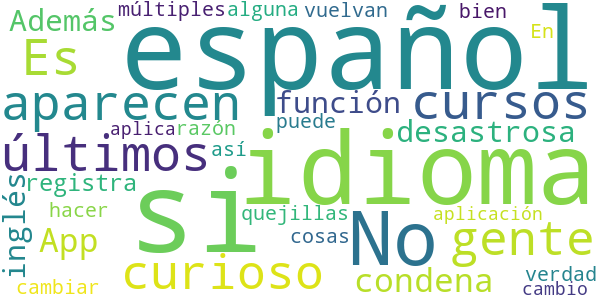 múltiples alguna vuelvan bien
Además
En
Es
español
aparecen
función
cursos
puede
aplica razón
desastrosa
últimos
así
idioma
si
No
inglés
registra
gente
hacer
quejillas
aplicación
App
cosas
curioso
condena
verdad
cambiar
cambio